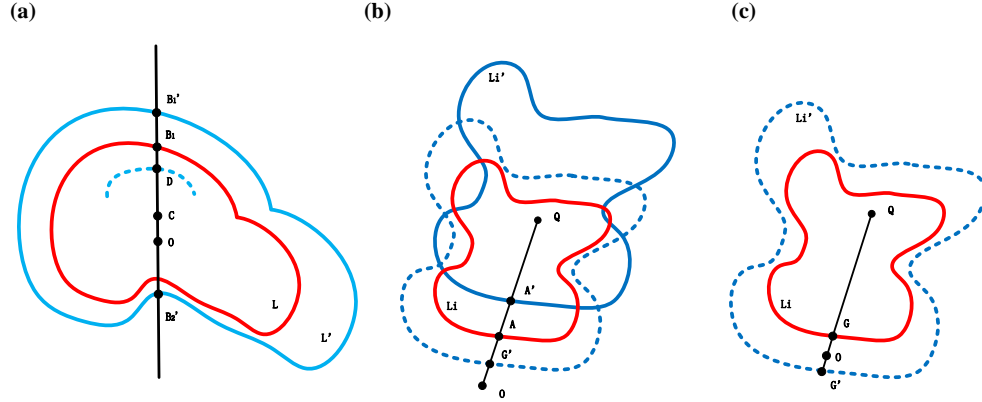 (a)
B₁'
B₁
D
C
O
B₂'
L
L'
(b)
Li'
Q
A'
Li
A
G'
O
(c)
Li'
Q
Li
G
O
G'